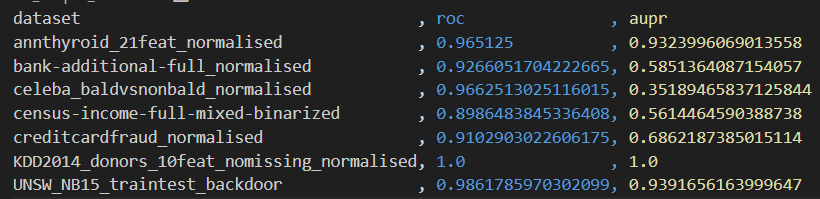 dataset , roc , aupr
annthyroid_21feat_normalised , 0.965125 , 0.9323996069013558
bank-additional-full_normalised , 0.9266051704222665, 0.5851364087154057
celeba_baldvsnonbald_normalised , 0.9662513025116015, 0.35189465837125844
census-income-full-mixed-binarized , 0.8986483845336408, 0.5614464590388738
creditcardfraud_normalised , 0.9102903022606175, 0.6862187385015114
KDD2014_donors_10feat_nomissing_normalised, 1.0 , 1.0
UNSW_NB15_traintest_backdoor , 0.9861785970302099, 0.9391656163999647